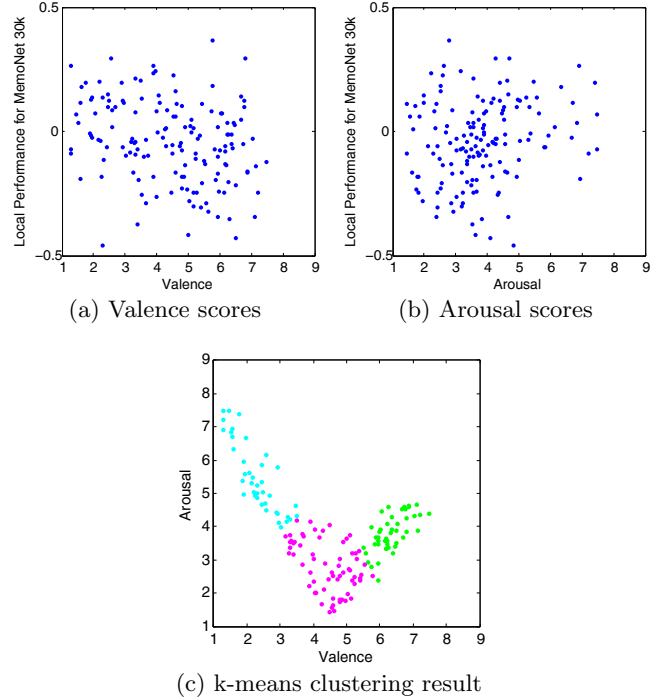 0.5
0
−0.5
Local Performance for MemoNet 30k
1 2 3 4 5 6 7 8 9
Valence
(a) Valence scores
0.5
0
−0.5
Local Performance for MemoNet 30k
1 2 3 4 5 6 7 8 9
Arousal
(b) Arousal scores
9
8
7
6
5
4
3
2
1
Arousal
1 2 3 4 5 6 7 8 9
Valence
(c) k-means clustering result